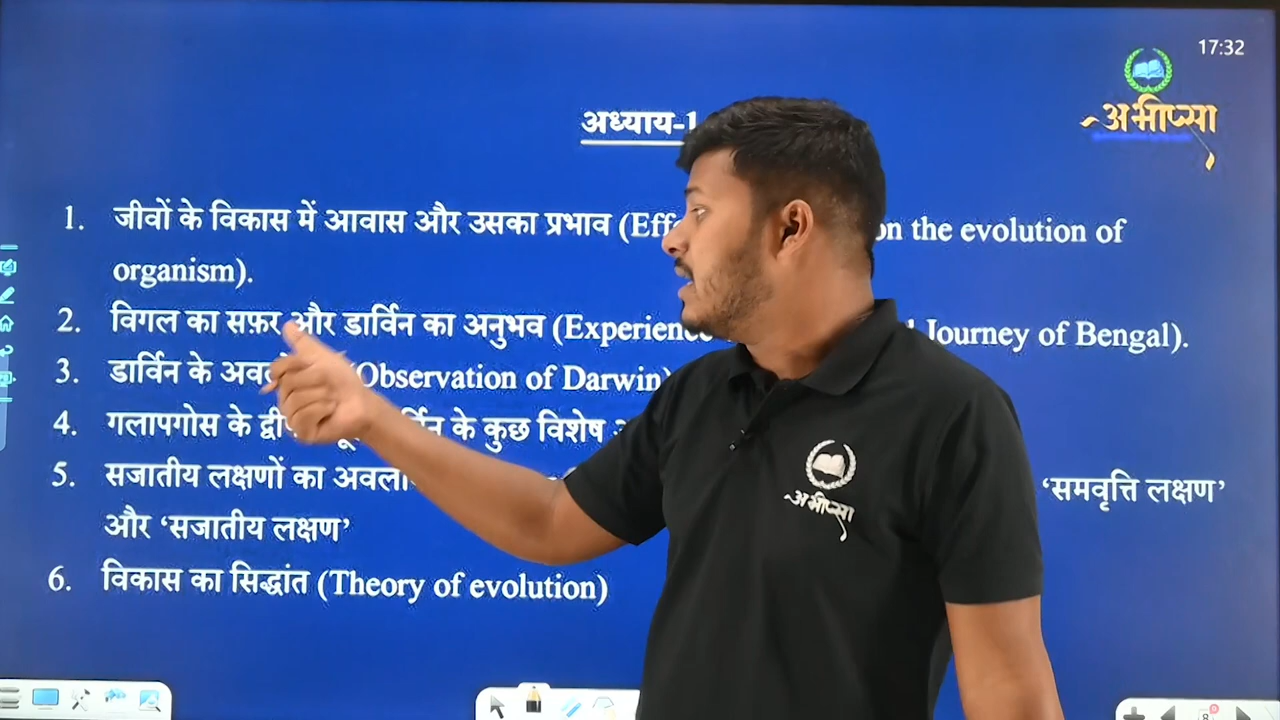 17:32
अभीप्सा
अध्याय-1
1. जीवों के विकास में आवास और उसका प्रभाव (Eff on the evolution of
organism).
2. विगल का सफ़र और डार्विन का अनुभव (Experience Journey of Bengal).
3. डार्विन के (Observation of Darwin)
4. गलापगोस के के कुछ विशेष
5. सजातीय लक्षणों का ‘समवृत्ति लक्षण’
और ‘सजातीय लक्षण’
6. विकास का सिद्धांत (Theory of evolution)
अभीप्सा